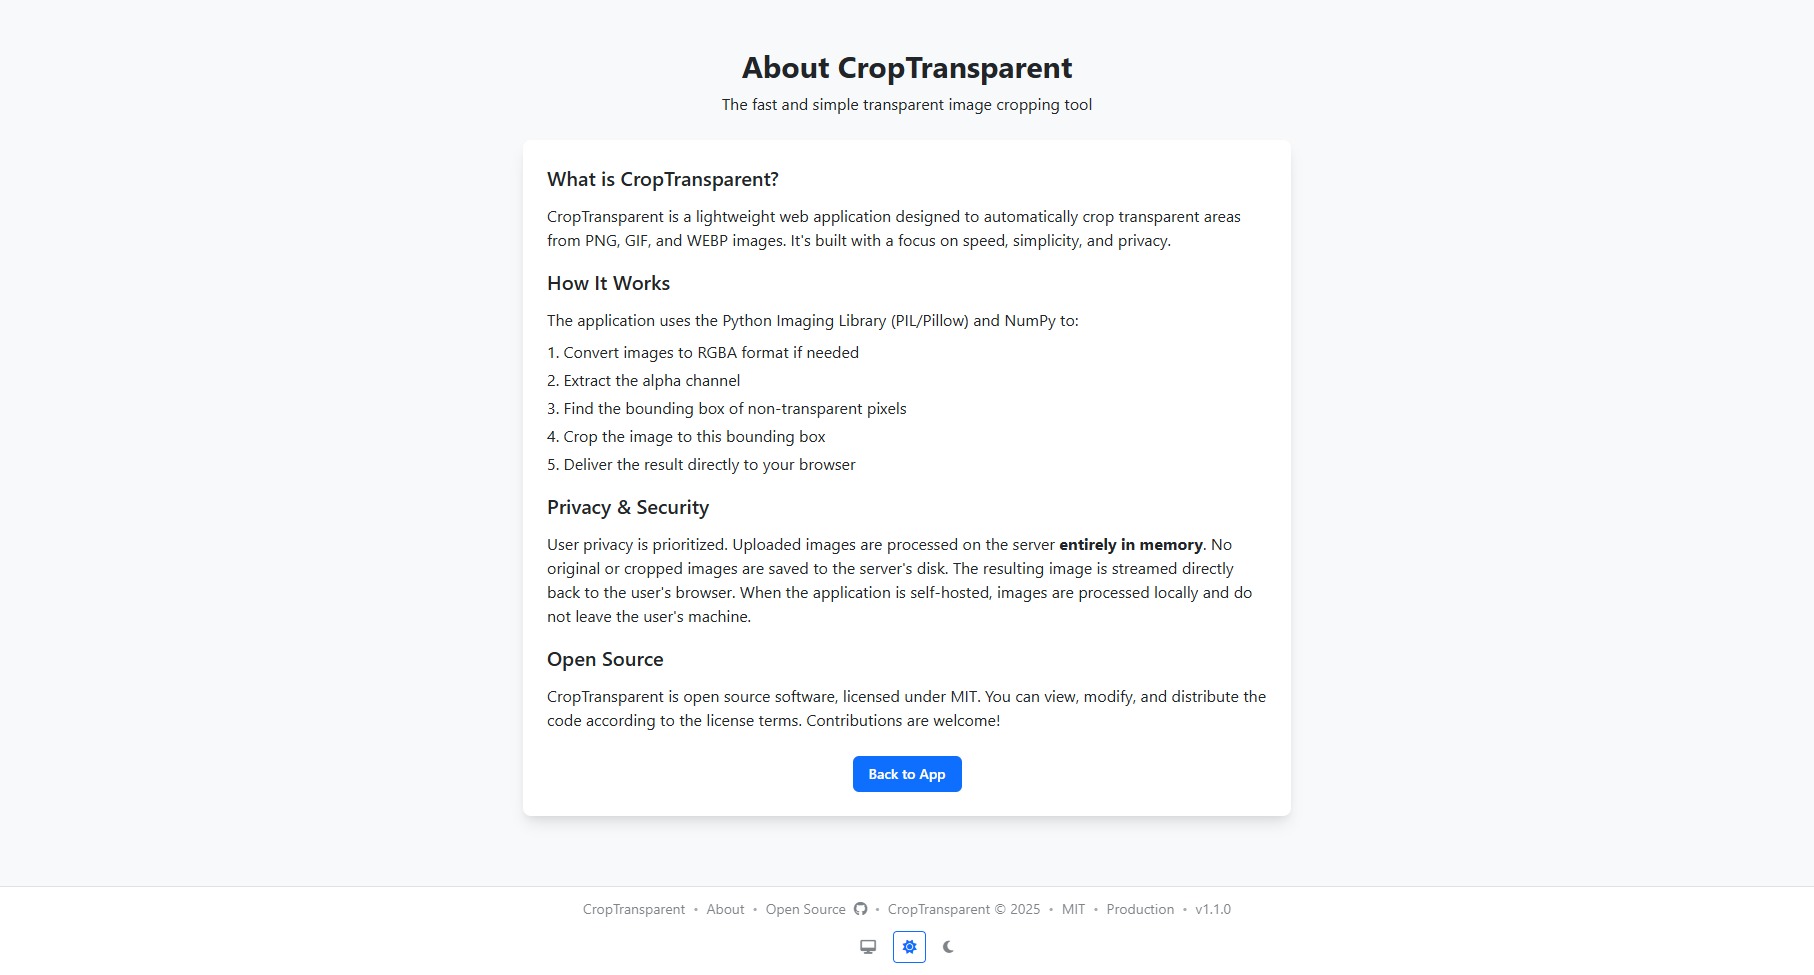 About CropTransparent
The fast and simple transparent image cropping tool
What is CropTransparent?
CropTransparent is a lightweight web application designed to automatically crop transparent areas
from PNG, GIF, and WEBP images. It's built with a focus on speed, simplicity, and privacy.
How It Works
The application uses the Python Imaging Library (PIL/Pillow) and NumPy to:
1. Convert images to RGBA format if needed
2. Extract the alpha channel
3. Find the bounding box of non-transparent pixels
4. Crop the image to this bounding box
5. Deliver the result directly to your browser
Privacy & Security
User privacy is prioritized. Uploaded images are processed on the server entirely in memory. No
original or cropped images are saved to the server's disk. The resulting image is streamed directly
back to the user's browser. When the application is self-hosted, images are processed locally and do
not leave the user's machine.
Open Source
CropTransparent is open source software, licensed under MIT. You can view, modify, and distribute the
code according to the license terms. Contributions are welcome!
Back to App
CropTransparent • About • Open Source • CropTransparent © 2025 • MIT • Production • v1.1.0